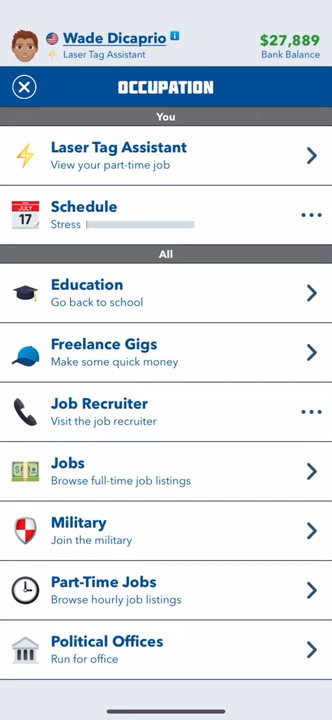 Wade Dicaprio
$27,889
Laser Tag Assistant
Bank Balance
OCCUPATION
You
Laser Tag Assistant
View your part-time job
JULY
17
Schedule
Stress
All
Education
Go back to school
Freelance Gigs
Make some quick money
Job Recruiter
Visit the job recruiter
Jobs
Browse full-time job listings
Military
Join the military
Part-Time Jobs
Browse hourly job listings
Political Offices
Run for office